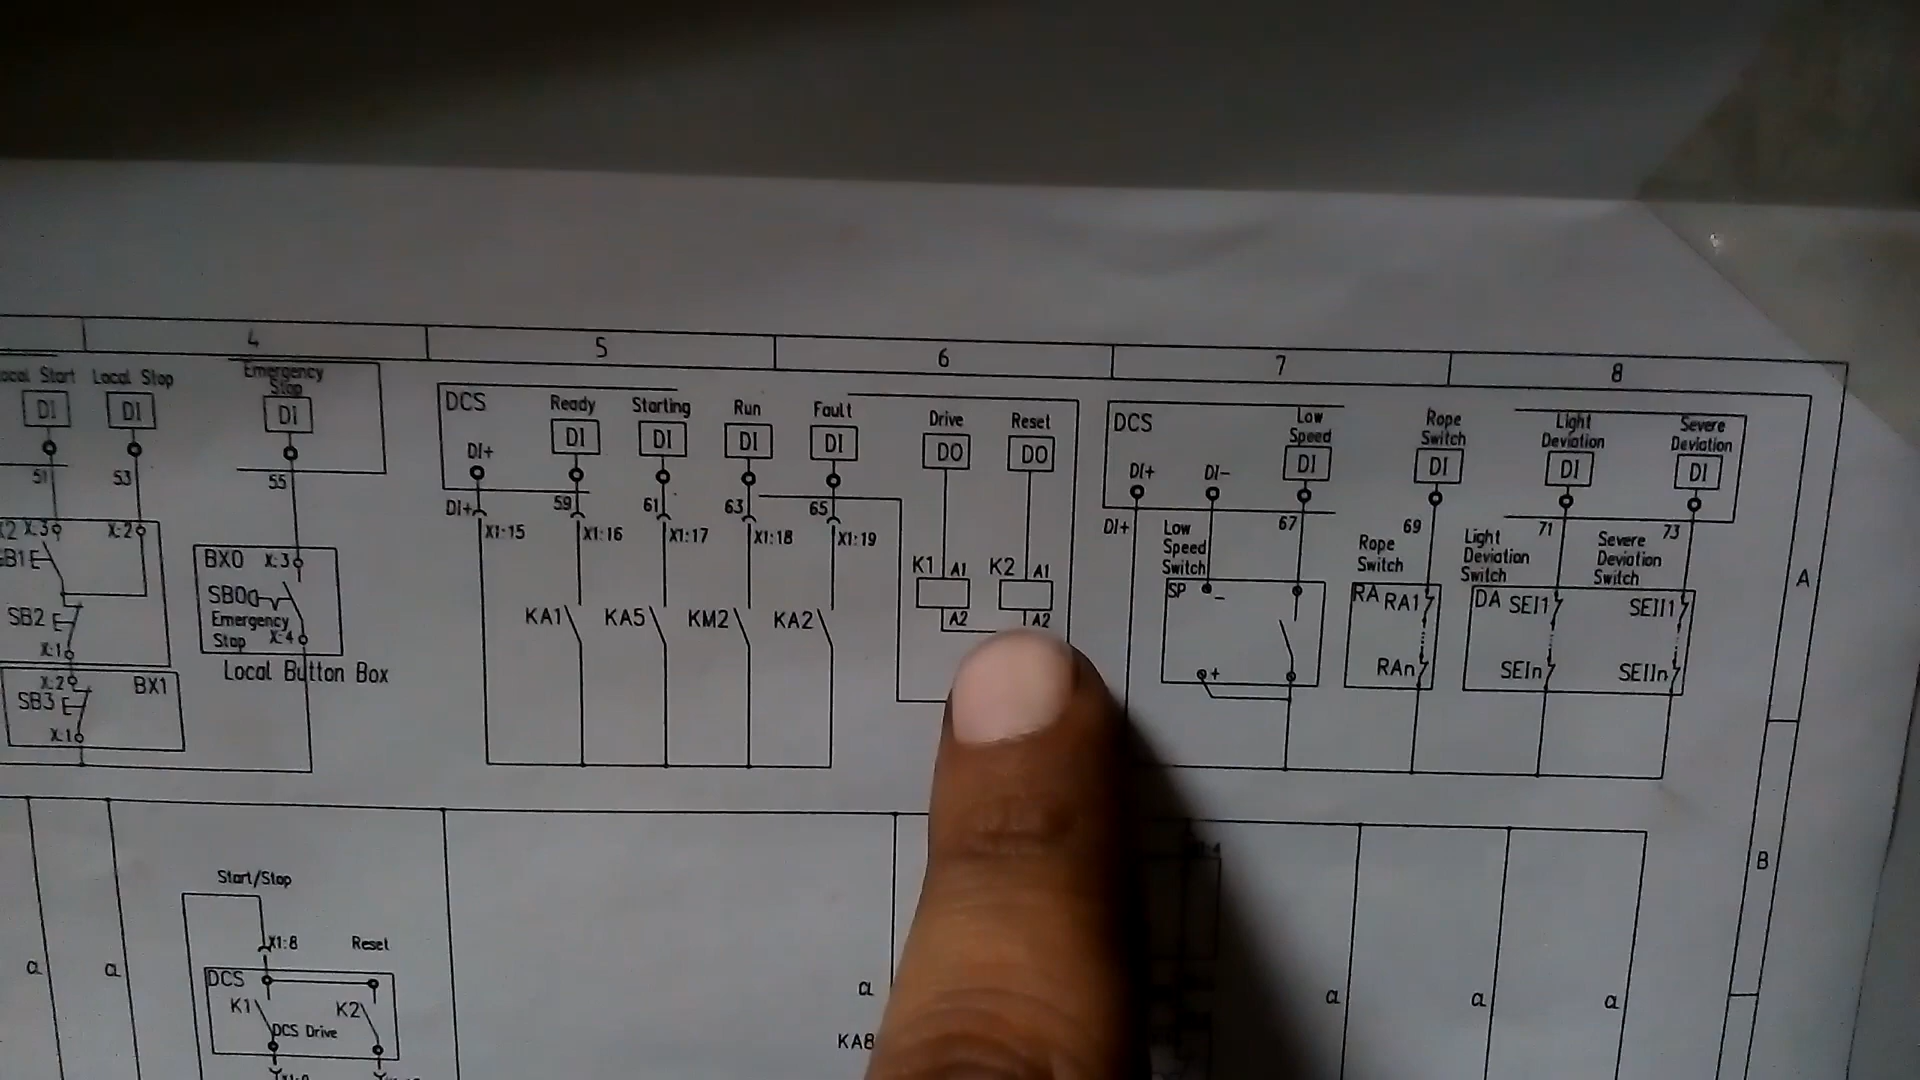 4
5
6
7
8
Local Stop
Emergency
Stop
DI
DI
DI
51
53
55
X:3
X:2
SB2
X:1
X:2
BX1
SB3
X:1
BX0
X:3
SB0
Emergency
Stop
X:4
Local Button Box
DCS
Ready
Starting
Run
Fault
Drive
Reset
DI+
DI
DI
DI
DI
DO
DO
DI+
59
61
63
65
X1:15
X1:16
X1:17
X1:18
X1:19
KA1
KA5
KM2
KA2
K1
A1
A2
K2
A1
A2
DCS
Low
Speed
Rope
Switch
Light
Deviation
Severe
Deviation
DI+
DI-
DI
DI
DI
DI
DI+
67
69
71
73
Low
Speed
Switch
SP
-
+
Rope
Switch
RA
RA1
RAn
Light
Deviation
Switch
Severe
Deviation
Switch
DA
SEI1
SEIn
SEII1
SEIIn
A
B
Start/Stop
X1:8
Reset
DCS
K1
K2
DCS Drive
a
a
a
a
a
a
KA8